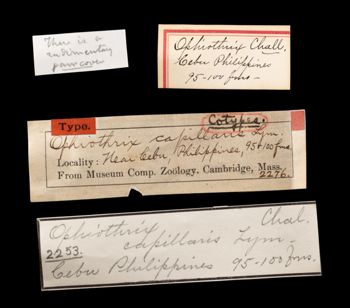 There is a
rudimentary
paw cover
Ophiothrix Chall.
Cebu Philippines
95-100 fms-
Type.
Cotypes.
Ophiothrix capillaris Lym.
Locality: Near Cebu, Philippines, 95+100 fms
From Museum Comp. Zoology, Cambridge, Mass.
2276.
Ophiothrix Chal.
2253. capillaris Lym-
Cebu Philippines 95-100 fms.